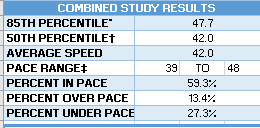 COMBINED STUDY RESULTS
85TH PERCENTILE* 47.7
50TH PERCENTILE† 42.0
AVERAGE SPEED 42.0
PACE RANGE‡ 39 TO 48
PERCENT IN PACE 59.3%
PERCENT OVER PACE 13.4%
PERCENT UNDER PACE 27.3%